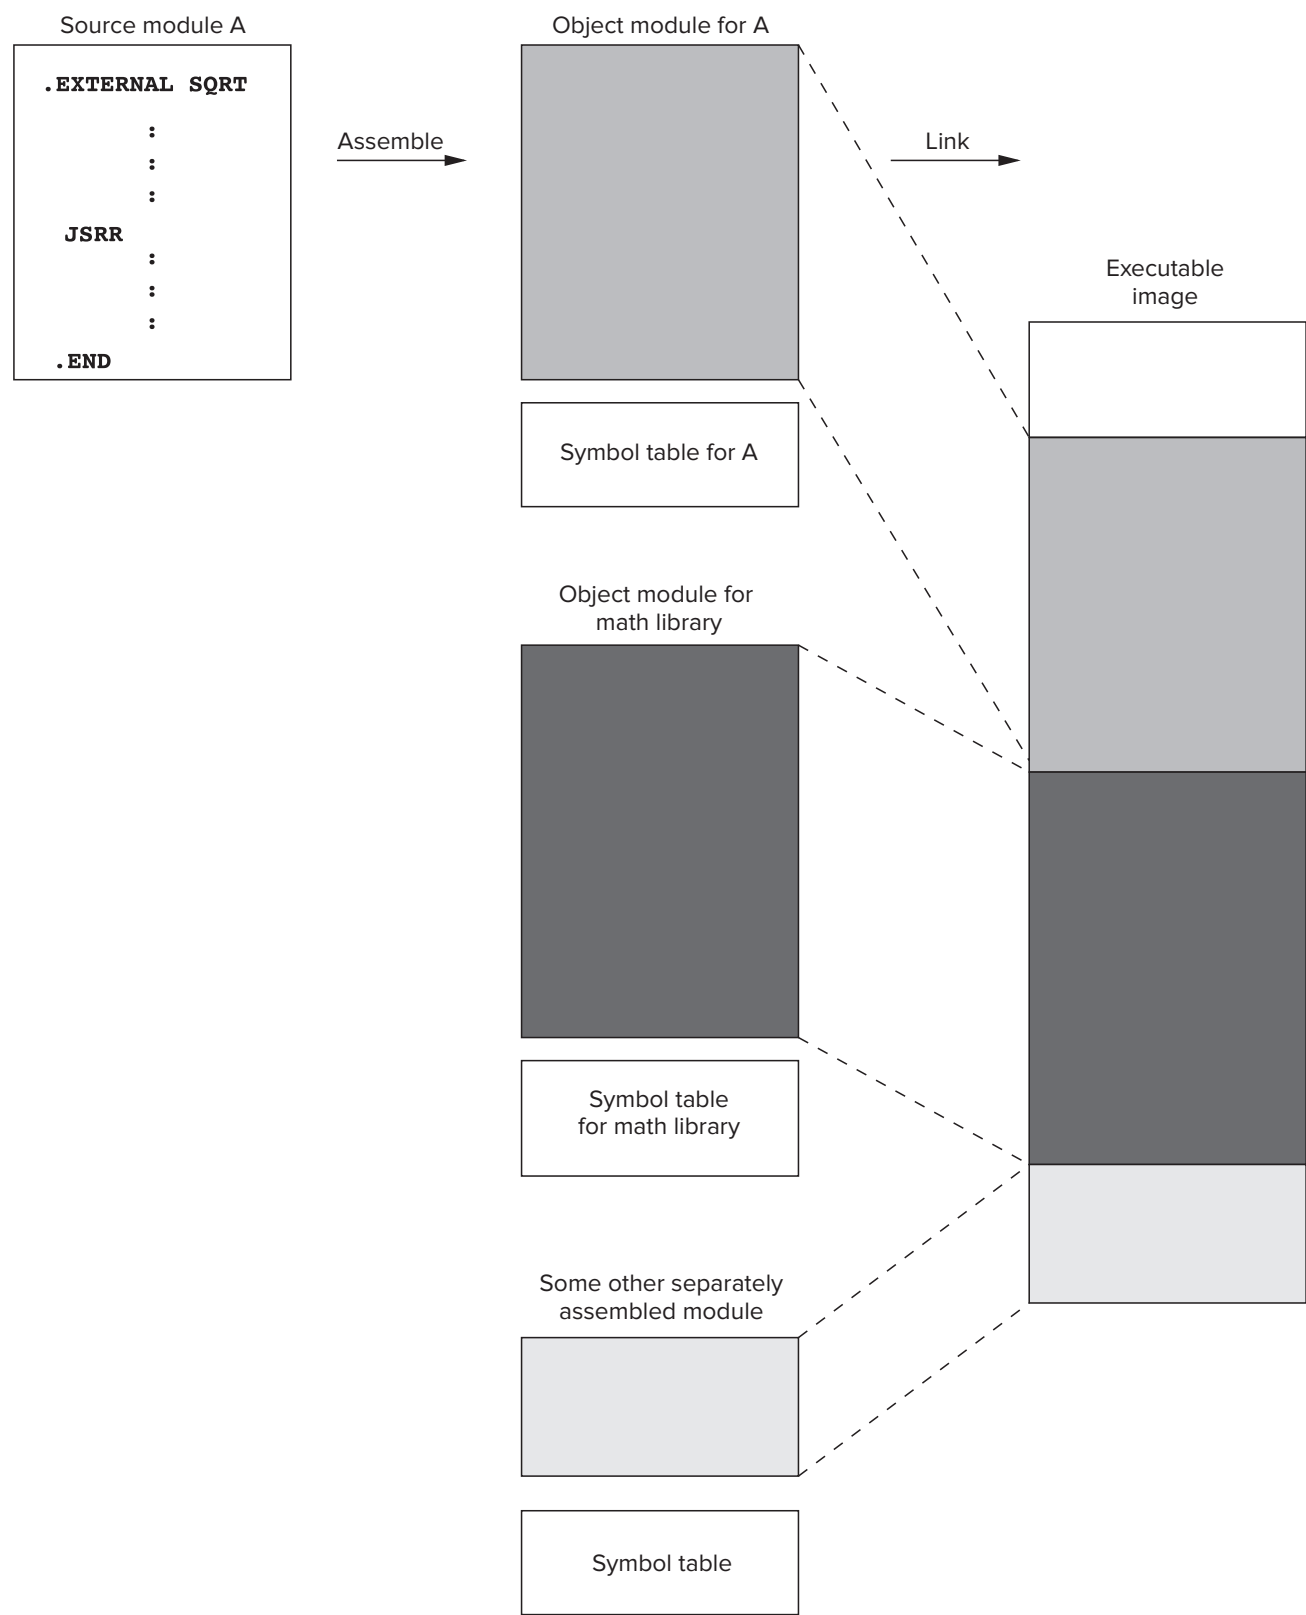 Source module A
Object module for A
.EXTERNAL SQRT
:
:
:
JSRR
:
:
:
.END
Assemble
Link
Executable
image
Symbol table for A
Object module for
math library
Symbol table
for math library
Some other separately
assembled module
Symbol table